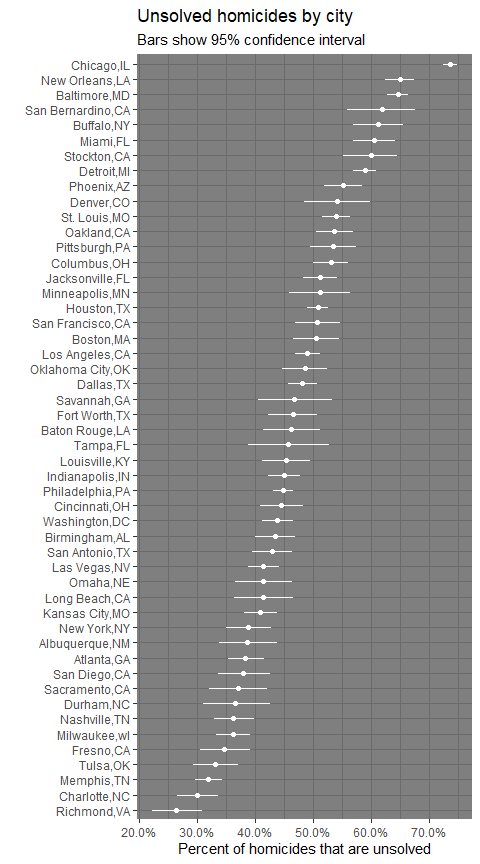 Unsolved homicides by city
Bars show 95% confidence interval
Chicago,IL
New Orleans,LA
Baltimore,MD
San Bernardino,CA
Buffalo,NY
Miami,FL
Stockton,CA
Detroit,MI
Phoenix,AZ
Denver,CO
St. Louis,MO
Oakland,CA
Pittsburgh,PA
Columbus,OH
Jacksonville,FL
Minneapolis,MN
Houston,TX
San Francisco,CA
Boston,MA
Los Angeles,CA
Oklahoma City,OK
Dallas,TX
Savannah,GA
Fort Worth,TX
Baton Rouge,LA
Tampa,FL
Louisville,KY
Indianapolis,IN
Philadelphia,PA
Cincinnati,OH
Washington,DC
Birmingham,AL
San Antonio,TX
Las Vegas,NV
Omaha,NE
Long Beach,CA
Kansas City,MO
New York,NY
Albuquerque,NM
Atlanta,GA
San Diego,CA
Sacramento,CA
Durham,NC
Nashville,TN
Milwaukee,wI
Fresno,CA
Tulsa,OK
Memphis,TN
Charlotte,NC
Richmond,VA
20.0% 30.0% 40.0% 50.0% 60.0% 70.0%
Percent of homicides that are unsolved